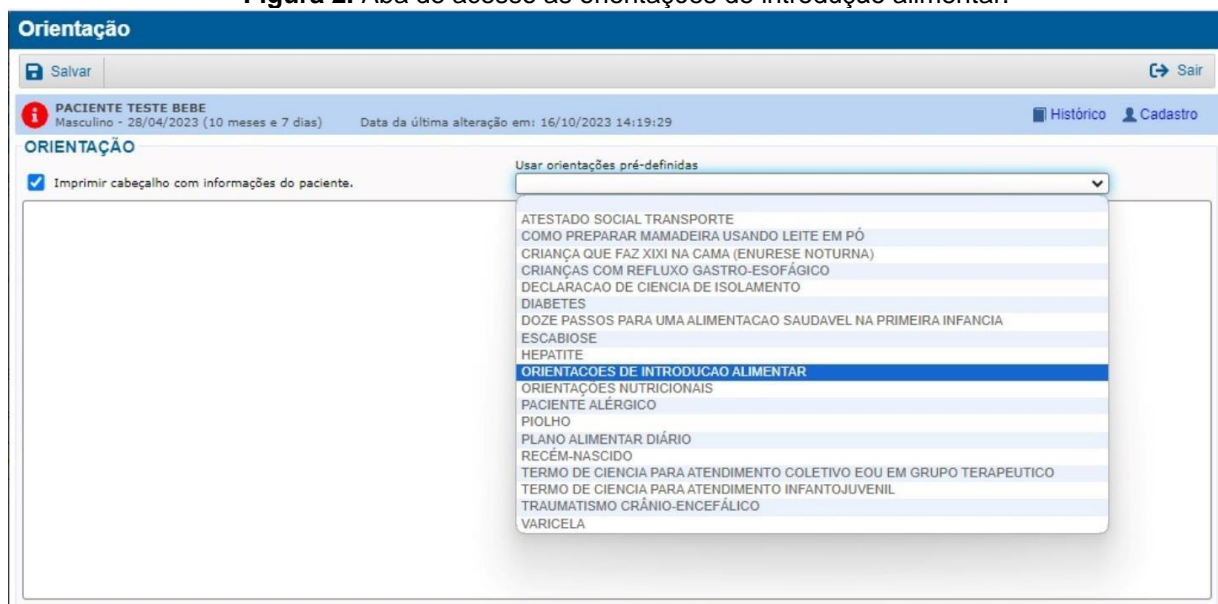 Figura 2. Aba de acesso às orientações de introdução alimentar.
Orientação
Salvar
Sair
PACIENTE TESTE BEBE
Masculino - 28/04/2023 (10 meses e 7 dias) Data da última alteração em: 16/10/2023 14:19:29
Histórico Cadastro
ORIENTAÇÃO
Usar orientações pré-definidas
Imprimir cabeçalho com informações do paciente.
ATESTADO SOCIAL TRANSPORTE
COMO PREPARAR MAMADEIRA USANDO LEITE EM PÓ
CRIANÇA QUE FAZ XIXI NA CAMA (ENURESE NOTURNA)
CRIANÇAS COM REFLUXO GASTRO-ESOFÁGICO
DECLARACAO DE CIENCIA DE ISOLAMENTO
DIABETES
DOZE PASSOS PARA UMA ALIMENTACAO SAUDAVEL NA PRIMEIRA INFANCIA
ESCABIOSE
HEPATITE
ORIENTACOES DE INTRODUCAO ALIMENTAR
ORIENTAÇÕES NUTRICIONAIS
PACIENTE ALÉRGICO
PIOLHO
PLANO ALIMENTAR DIÁRIO
RECÉM-NASCIDO
TERMO DE CIENCIA PARA ATENDIMENTO COLETIVO EOU EM GRUPO TERAPEUTICO
TERMO DE CIENCIA PARA ATENDIMENTO INFANTOJUVENIL
TRAUMATISMO CRÂNIO-ENCEFÁLICO
VARICELA